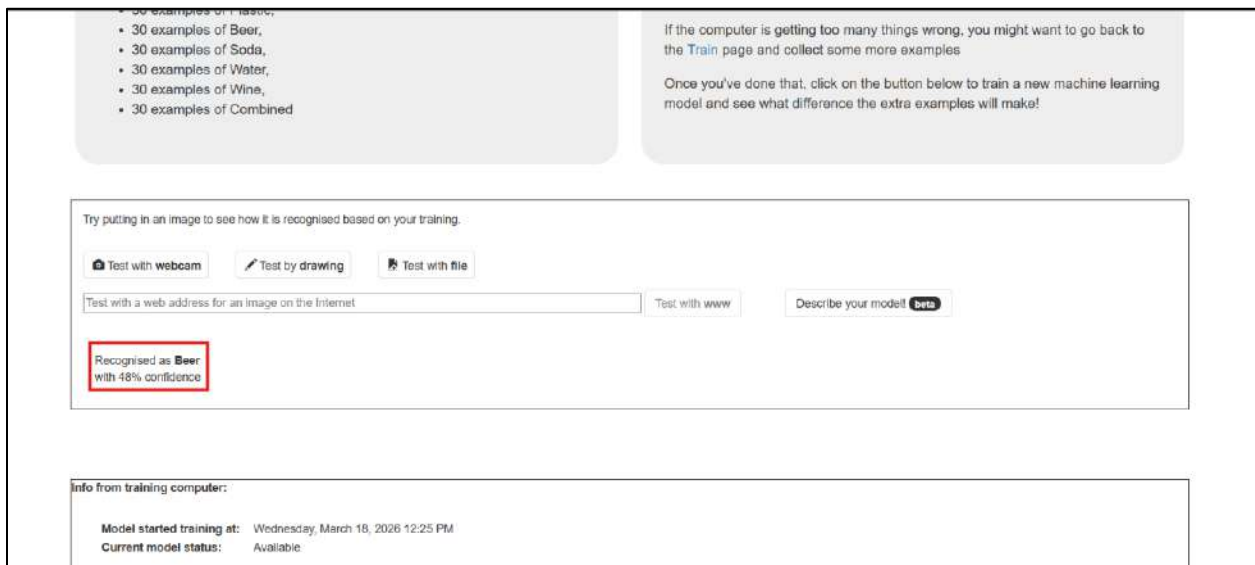 • 30 examples of Plastic,
• 30 examples of Beer,
• 30 examples of Soda,
• 30 examples of Water,
• 30 examples of Wine,
• 30 examples of Combined
If the computer is getting too many things wrong, you might want to go back to
the Train page and collect some more examples
Once you've done that, click on the button below to train a new machine learning
model and see what difference the extra examples will make!
Try putting in an image to see how it is recognised based on your training.
Test with webcam
Test by drawing
Test with file
Test with a web address for an image on the Internet
Test with www
Describe your model! beta
Recognised as Beer
with 48% confidence
Info from training computer:
Model started training at: Wednesday, March 18, 2026 12:25 PM
Current model status: Available